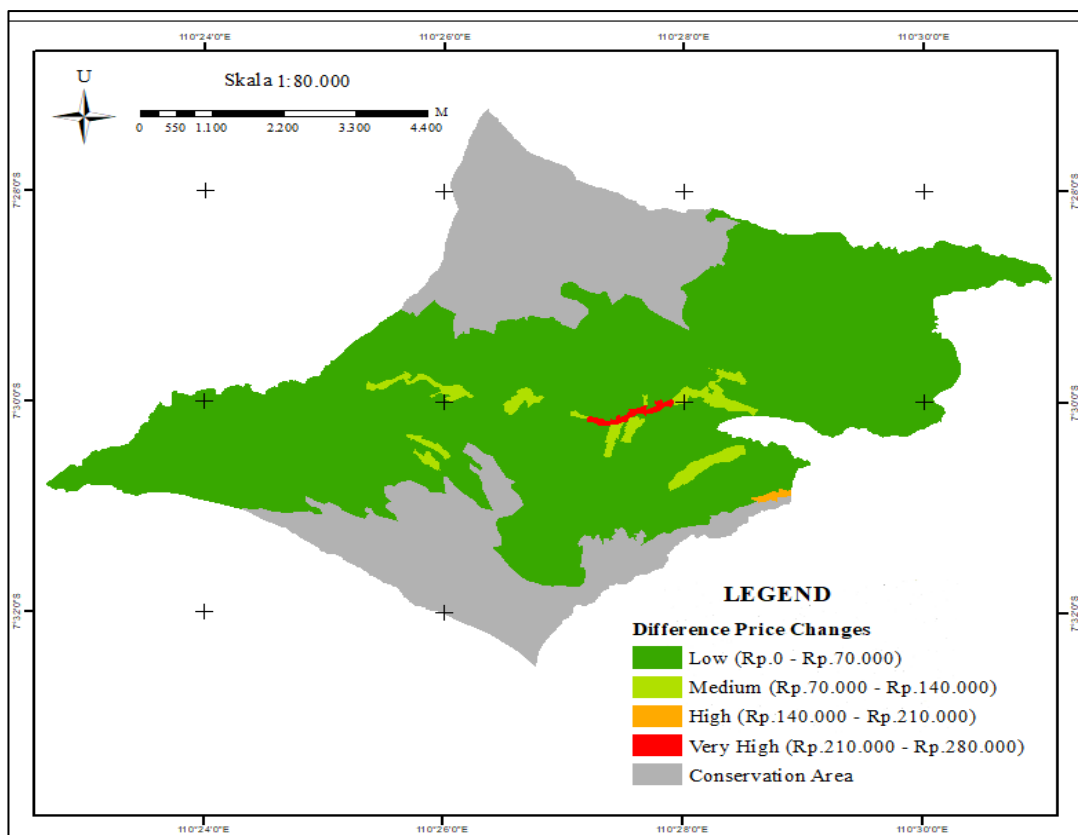 110°24'0"E 110°26'0"E 110°28'0"E 110°30'0"E
U
Skala 1:80.000
M
0 550 1.100 2.200 3.300 4.400
7°28'0"S 7°28'0"S
7°30'0"S 7°30'0"S
7°32'0"S 7°32'0"S
LEGEND
Difference Price Changes
Low (Rp.0 - Rp.70.000)
Medium (Rp.70.000 - Rp.140.000)
High (Rp.140.000 - Rp.210.000)
Very High (Rp.210.000 - Rp.280.000)
Conservation Area
110°24'0"E 110°26'0"E 110°28'0"E 110°30'0"E